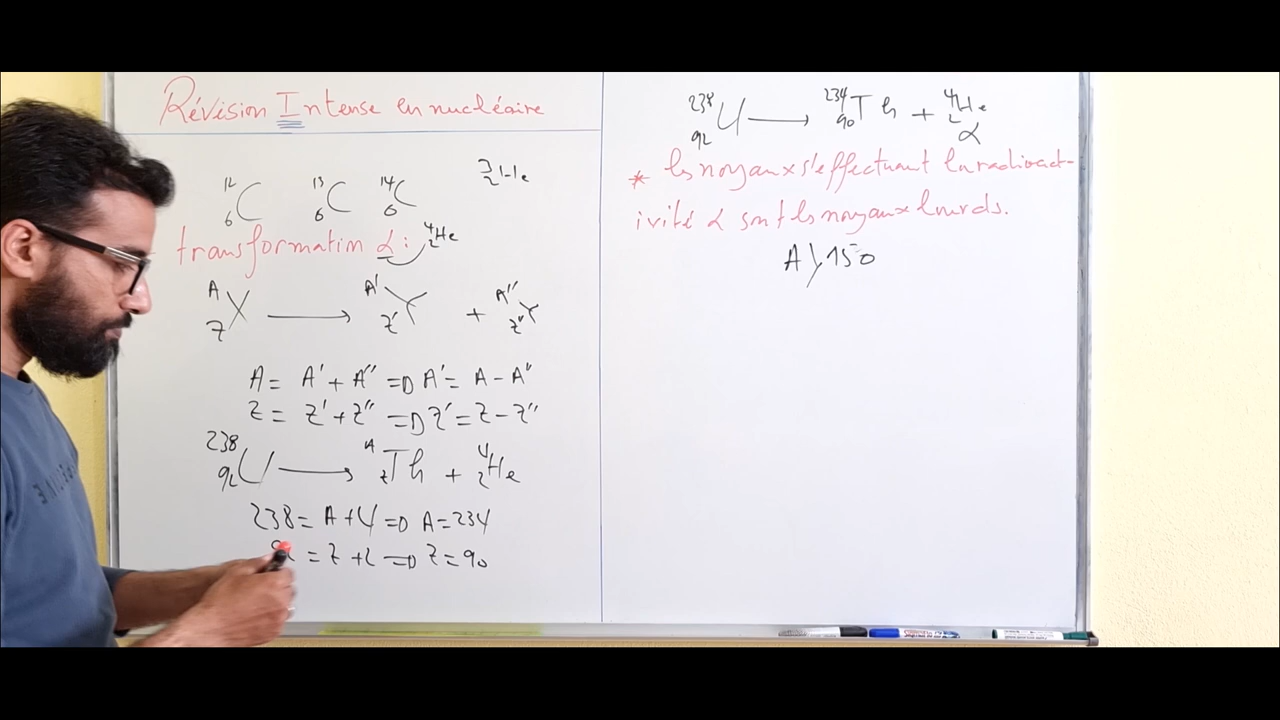 Révision Intense en nucléaire
¹²₆C ¹³₆C ¹⁴₆C ³₂He
transformation α : ⁴₂He
ᴬ_Z X → ᴬ'_Z' Y + ᴬ''_Z'' Y
A = A' + A'' => A' = A - A''
Z = Z' + Z'' => Z' = Z - Z''
²³⁸₉₂U → ᴬ_Z Th + ⁴₂He
238 = A + 4 => A = 234
= Z + 2 => Z = 90
²³⁸₉₂U → ²³⁴₉₀Th + ⁴₂He
α
* les noyaux s'effectuant la radioact-
ivité α sont les noyaux lourds.
A > 150